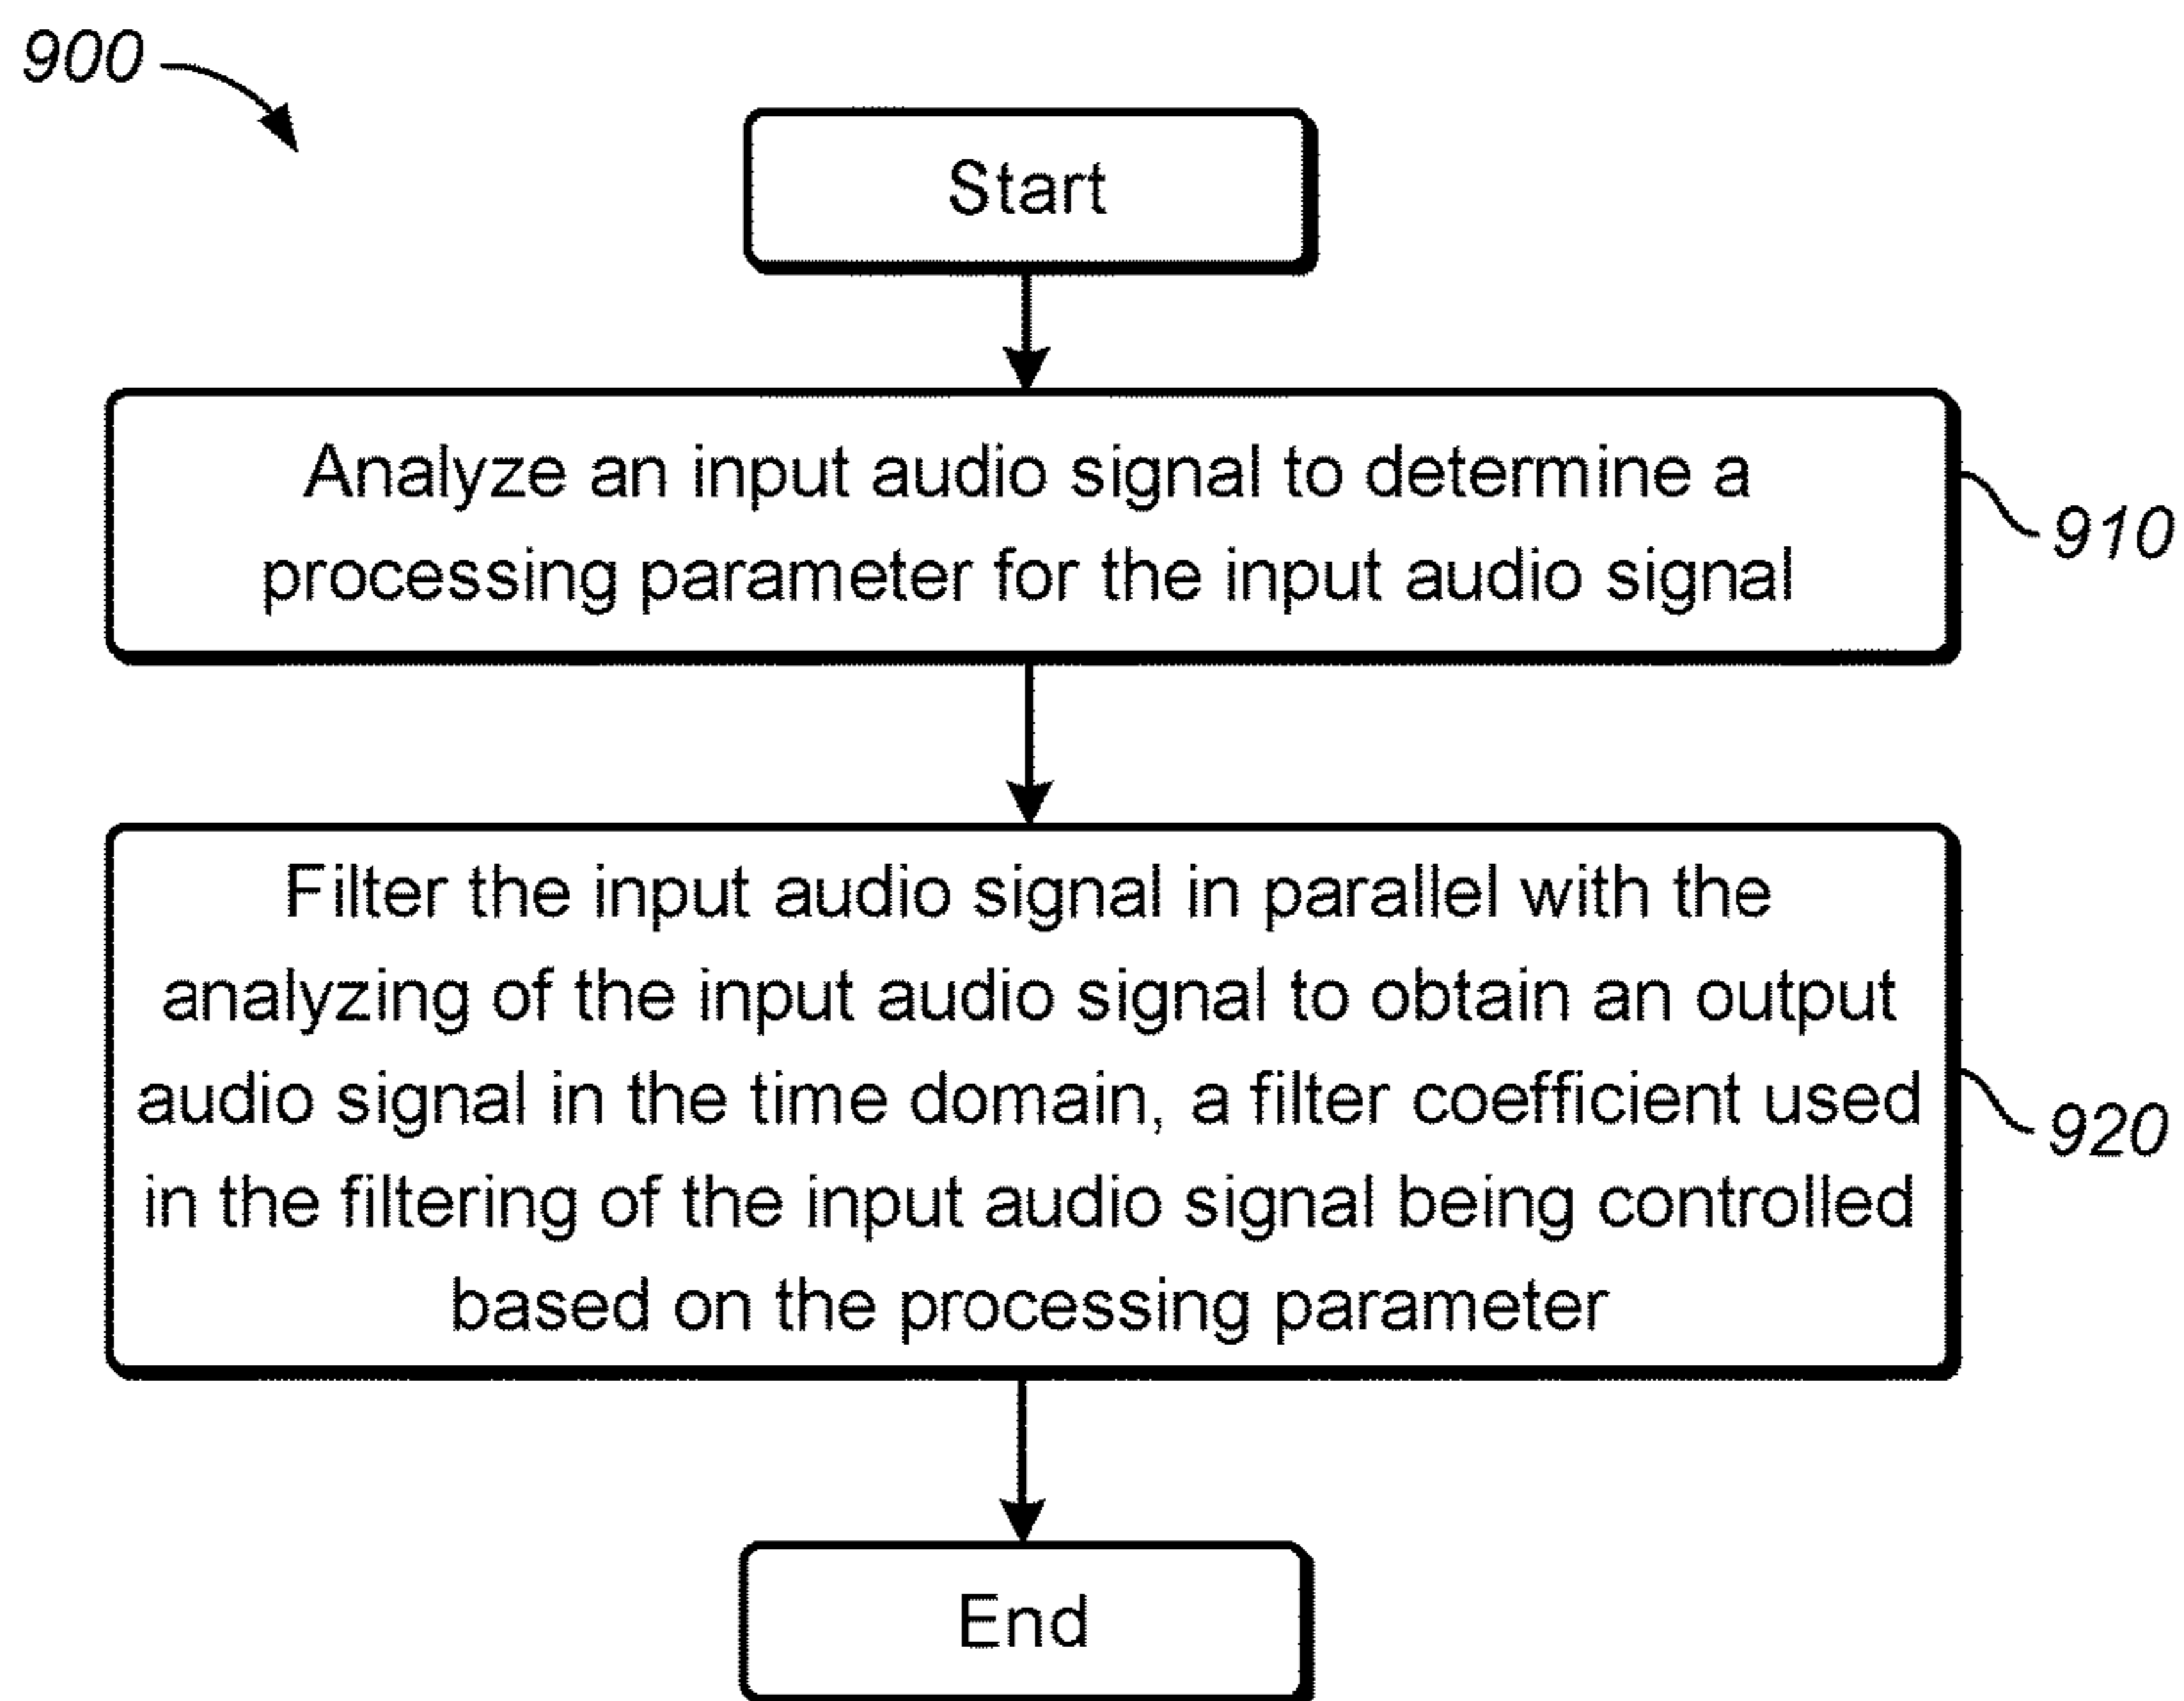 900
Start
Analyze an input audio signal to determine a
processing parameter for the input audio signal
910
Filter the input audio signal in parallel with the
analyzing of the input audio signal to obtain an output
audio signal in the time domain, a filter coefficient used
in the filtering of the input audio signal being controlled
based on the processing parameter
920
End